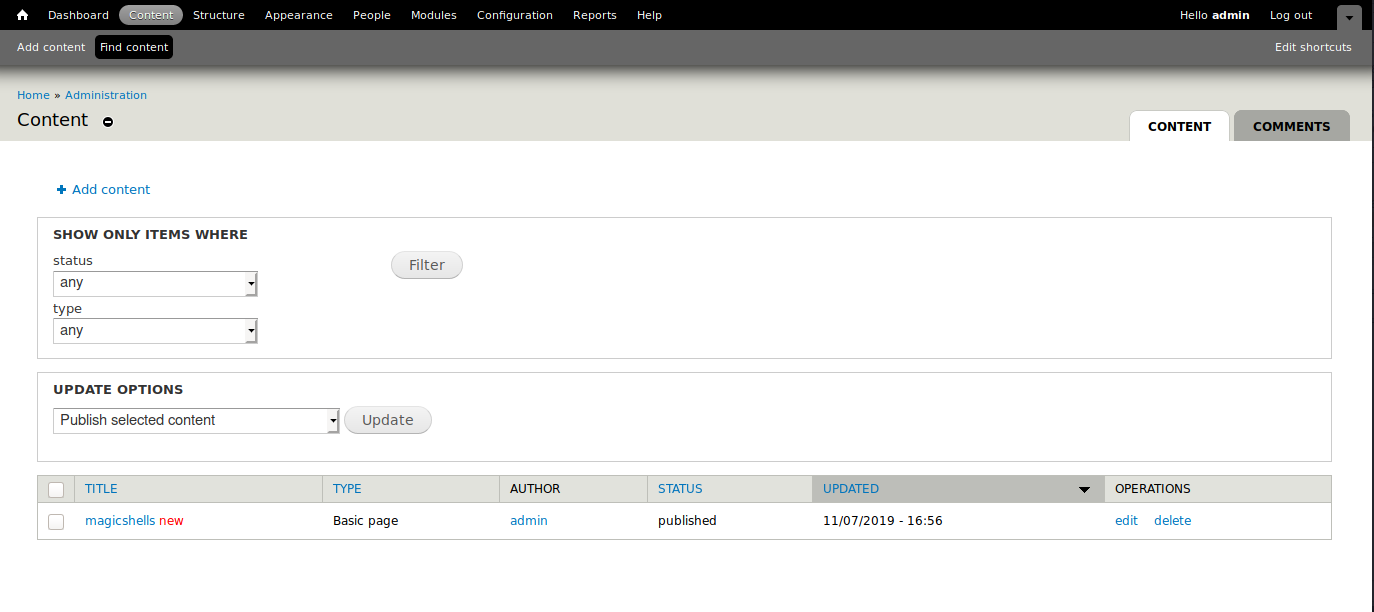 Dashboard Content Structure Appearance People Modules Configuration Reports Help Hello admin Log out
Add content Find content Edit shortcuts
Home » Administration
Content
CONTENT COMMENTS
Add content
SHOW ONLY ITEMS WHERE
status
any
Filter
type
any
UPDATE OPTIONS
Publish selected content Update
TITLE TYPE AUTHOR STATUS UPDATED OPERATIONS
magicshells new Basic page admin published 11/07/2019 - 16:56 edit delete